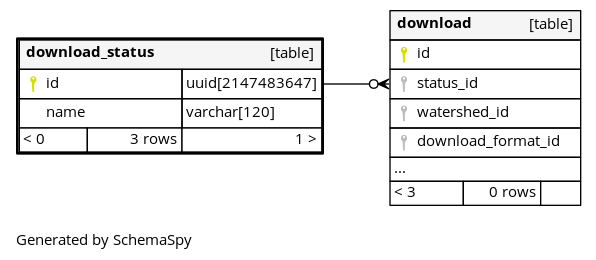 download_status [table]
id uuid[2147483647]
name varchar[120]
< 0 3 rows 1 >
download [table]
id
status_id
watershed_id
download_format_id
...
< 3 0 rows
Generated by SchemaSpy